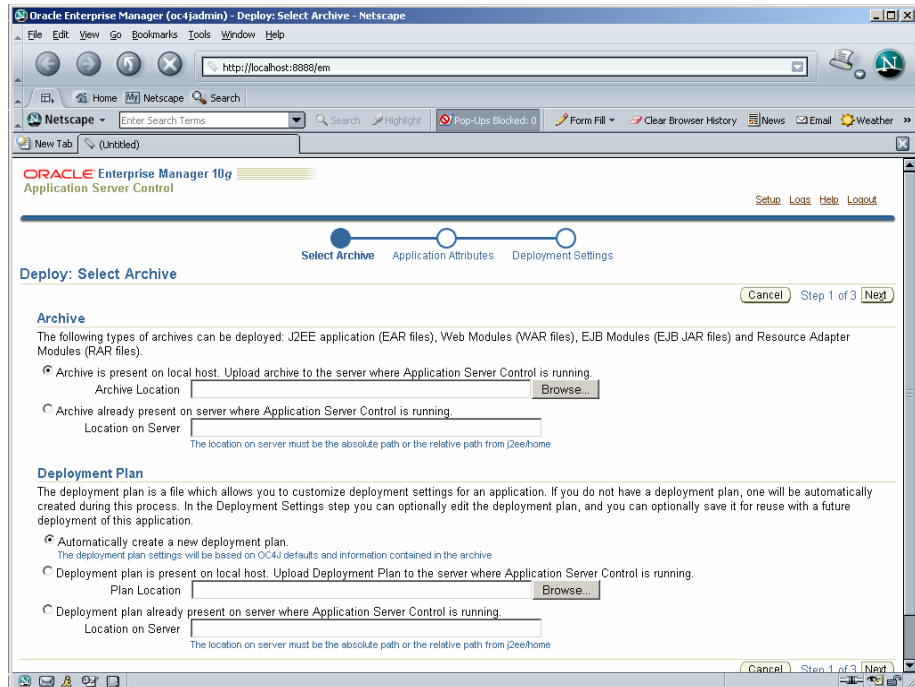 Oracle Enterprise Manager (oc4jadmin) - Deploy: Select Archive - Netscape
File Edit View Go Bookmarks Tools Window Help
http://localhost:8888/em
Home My Netscape Search
Netscape Enter Search Terms Search Highlight Pop-Ups Blocked: 0 Form Fill Clear Browser History News Email Weather »
New Tab (Untitled)
ORACLE Enterprise Manager 10g
Application Server Control
Setup Logs Help Logout
Select Archive Application Attributes Deployment Settings
Deploy: Select Archive
Cancel Step 1 of 3 Next
Archive
The following types of archives can be deployed: J2EE application (EAR files), Web Modules (WAR files), EJB Modules (EJB JAR files) and Resource Adapter
Modules (RAR files).
Archive is present on local host. Upload archive to the server where Application Server Control is running.
Archive Location Browse...
Archive already present on server where Application Server Control is running.
Location on Server
The location on server must be the absolute path or the relative path from j2ee/home
Deployment Plan
The deployment plan is a file which allows you to customize deployment settings for an application. If you do not have a deployment plan, one will be automatically
created during this process. In the Deployment Settings step you can optionally edit the deployment plan, and you can optionally save it for reuse with a future
deployment of this application.
Automatically create a new deployment plan.
The deployment plan settings will be based on OC4J defaults and information contained in the archive
Deployment plan is present on local host. Upload Deployment Plan to the server where Application Server Control is running.
Plan Location Browse...
Deployment plan already present on server where Application Server Control is running.
Location on Server
The location on server must be the absolute path or the relative path from j2ee/home
Cancel Step 1 of 3 Next